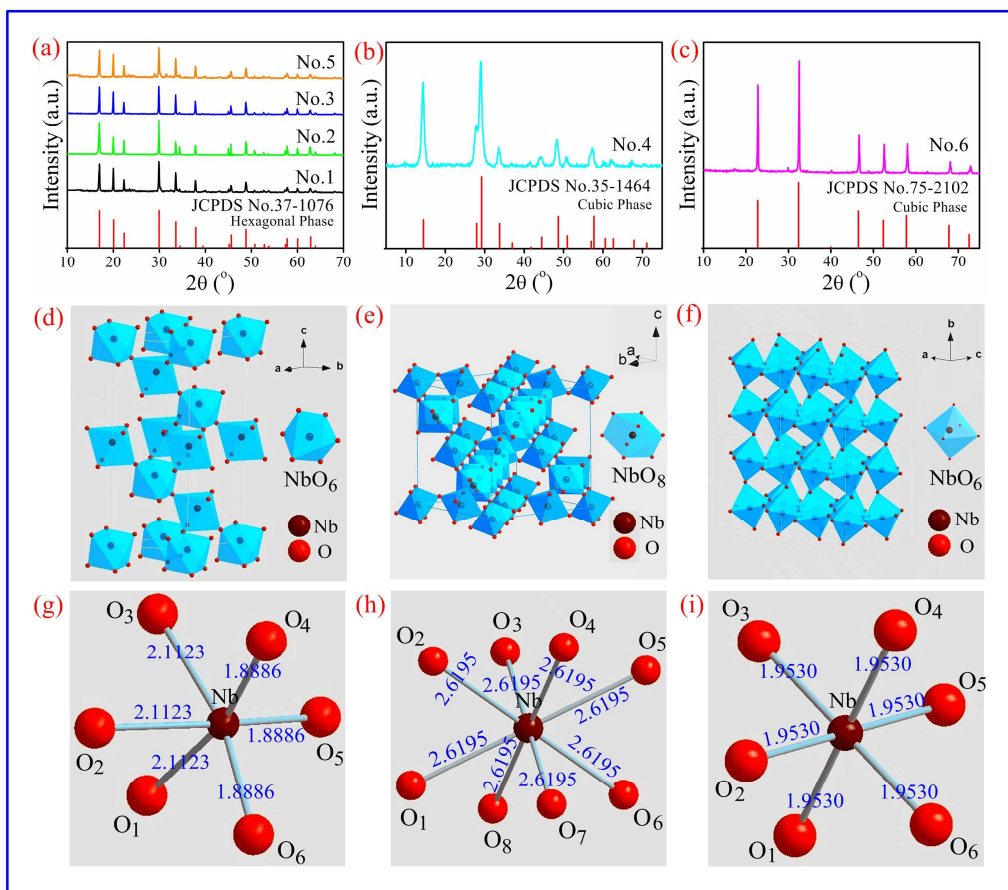 (a)
Intensity (a.u.)
No.5
No.3
No.2
No.1
JCPDS No.37-1076
Hexagonal Phase
10 20 30 40 50 60 70
2θ (°)
(b)
Intensity (a.u.)
No.4
JCPDS No.35-1464
Cubic Phase
10 20 30 40 50 60 70
2θ (°)
(c)
Intensity (a.u.)
No.6
JCPDS No.75-2102
Cubic Phase
10 20 30 40 50 60 70
2θ (°)
(d)
c
a b
NbO6
Nb
O
(e)
c
a
b
NbO8
Nb
O
(f)
b
a c
NbO6
Nb
O
(g)
O3
O4
2.1123
1.8886
Nb
2.1123
1.8886
O2
O5
2.1123
1.8886
O1
O6
(h)
O2
O3
O4
O5
2.6195
2.6195
2.6195
2.6195
Nb
2.6195
2.6195
2.6195
2.6195
O1
O8
O7
O6
(i)
O3
O4
1.9530
1.9530
O5
Nb
1.9530
1.9530
O2
1.9530
1.9530
O1
O6